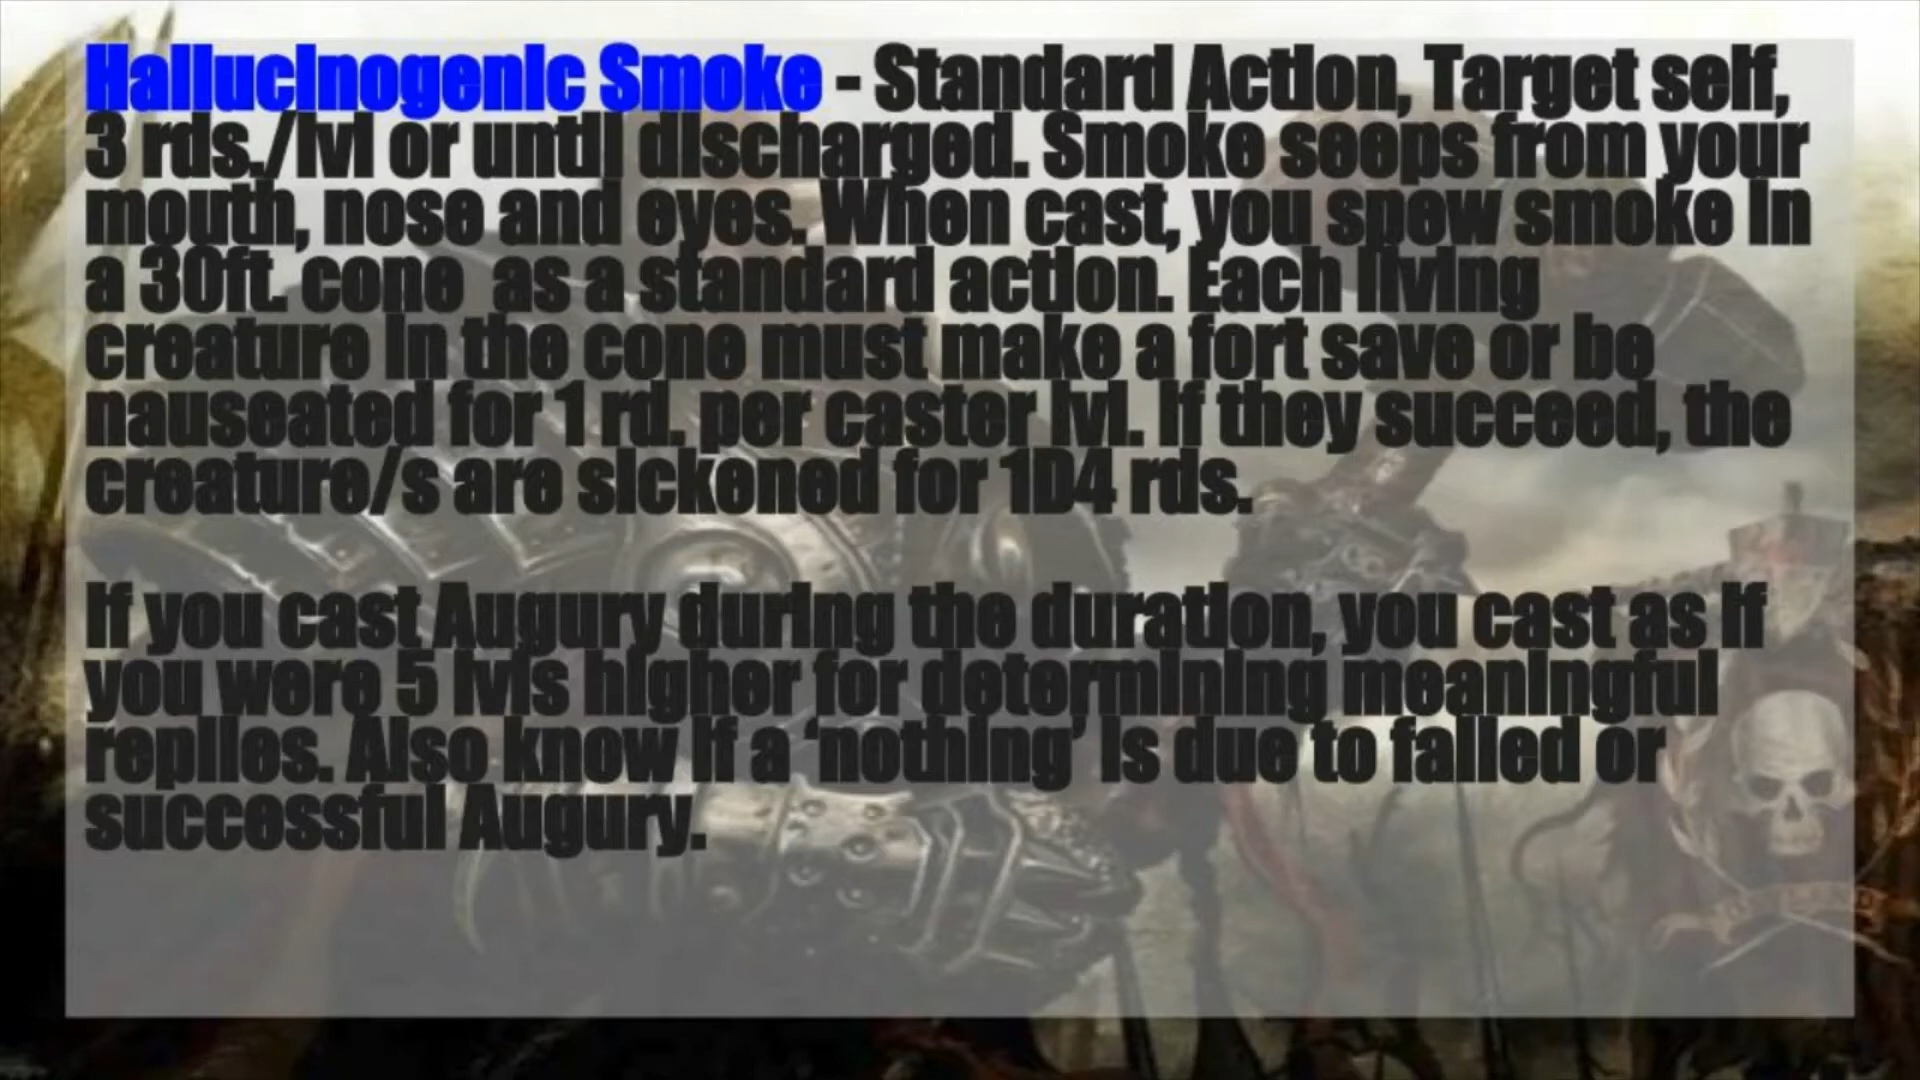 Hallucinogenic Smoke - Standard Action, Target self,
3 rds./lvl or until discharged. Smoke seeps from your
mouth, nose and eyes. When cast, you spew smoke in
a 30ft. cone as a standard action. Each living
creature in the cone must make a fort save or be
nauseated for 1 rd. per caster lvl. If they succeed, the
creature/s are sickened for 1D4 rds.
If you cast Augury during the duration, you cast as if
you were 5 lvls higher for determining meaningful
replies. Also know if a ‘nothing’ is due to failed or
successful Augury.